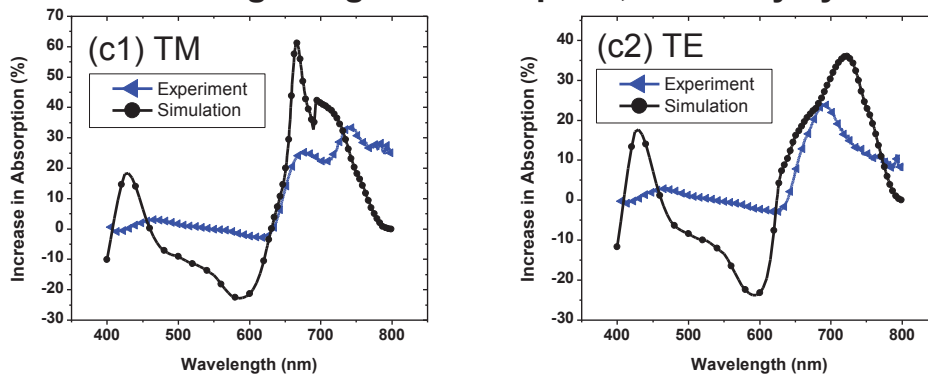 (c1) TM
Experiment
Simulation
Increase in Absorption (%)
70
60
50
40
30
20
10
0
-10
-20
-30
400 500 600 700 800
Wavelength (nm)
(c2) TE
Experiment
Simulation
Increase in Absorption (%)
40
30
20
10
0
-10
-20
-30
400 500 600 700 800
Wavelength (nm)